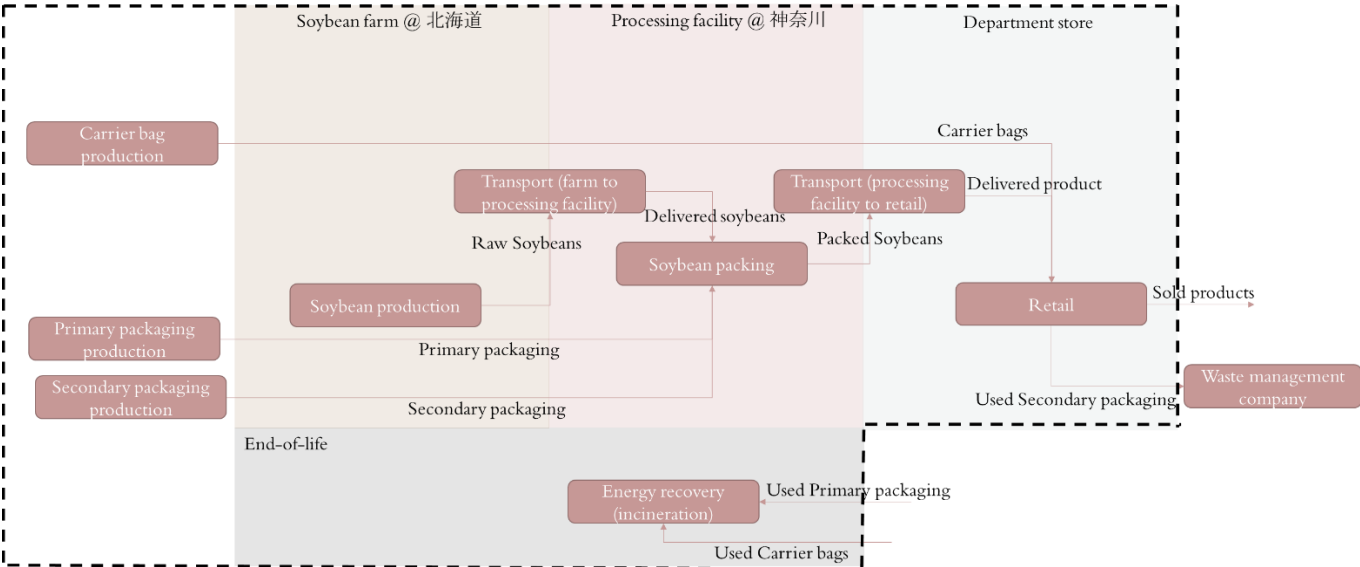 Soybean farm @ 北海道
Processing facility @ 神奈川
Department store
Carrier bag
production
Carrier bags
Transport (farm to
processing facility)
Transport (processing
facility to retail)
Delivered product
Delivered soybeans
Raw Soybeans
Packed Soybeans
Soybean packing
Soybean production
Retail
Sold products
Primary packaging
production
Primary packaging
Secondary packaging
production
Secondary packaging
Used Secondary packaging
Waste management
company
End-of-life
Energy recovery
(incineration)
Used Primary packaging
Used Carrier bags